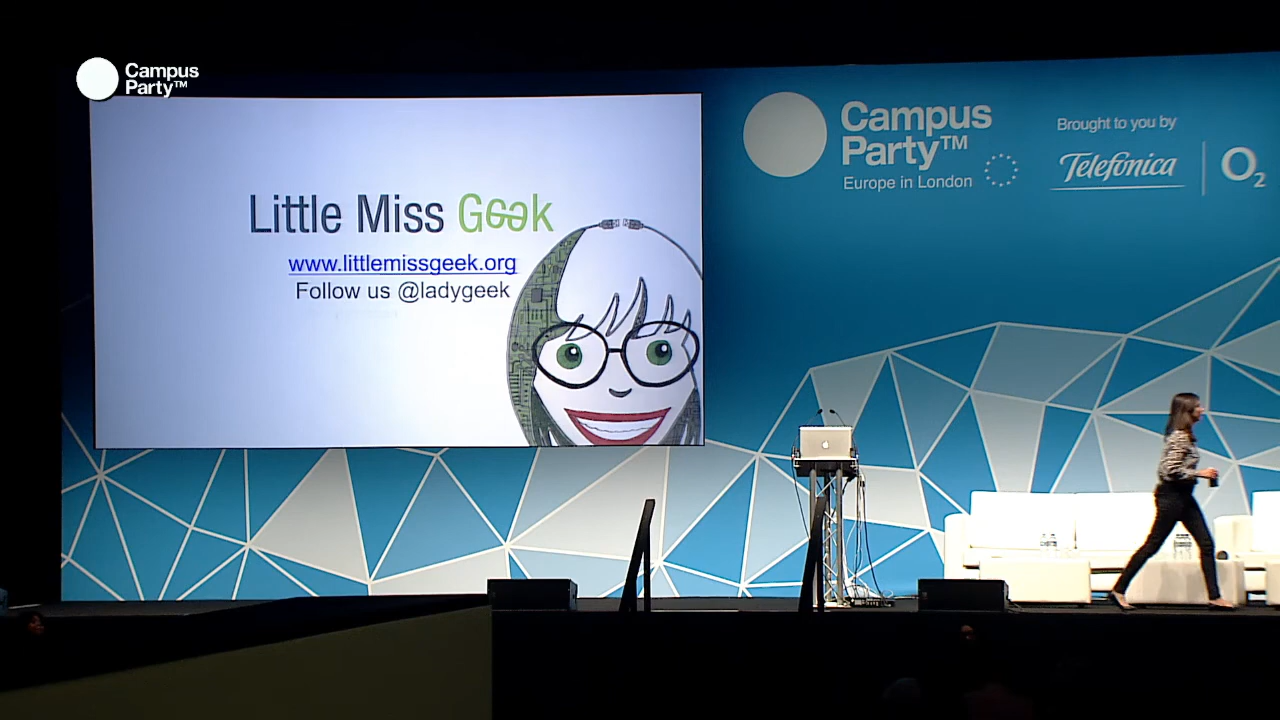 Campus
Party™
Little Miss Geek
www.littlemissgeek.org
Follow us @ladygeek
Campus
Party™
Europe in London
Brought to you by
Telefónica
O2